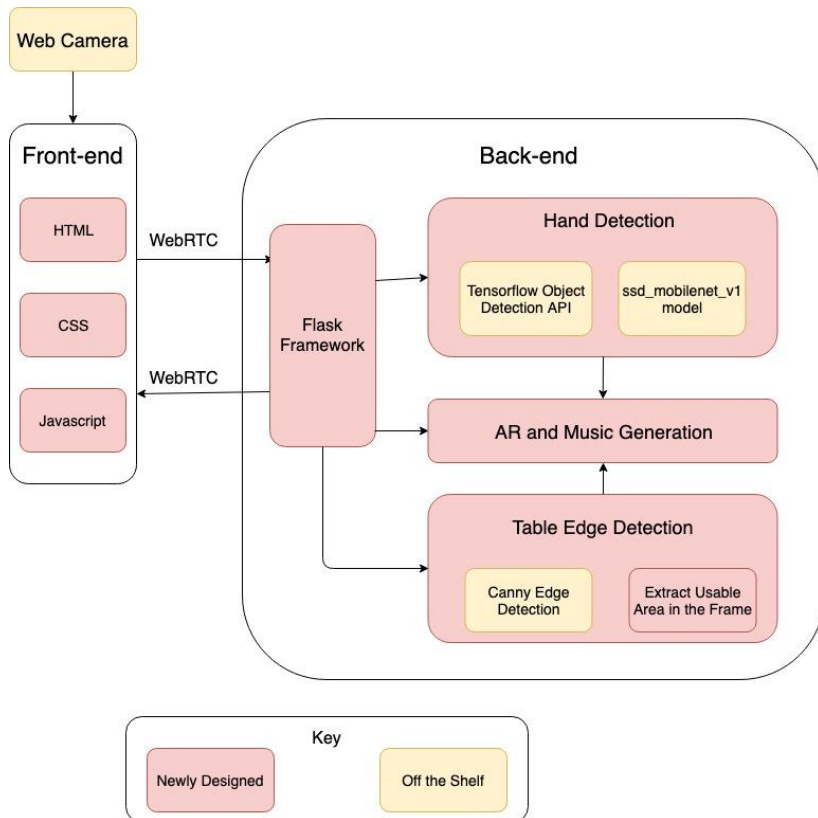 Web Camera
Front-end
HTML
CSS
Javascript
WebRTC
WebRTC
Back-end
Flask
Framework
Hand Detection
Tensorflow Object
Detection API
ssd_mobilenet_v1
model
AR and Music Generation
Table Edge Detection
Canny Edge
Detection
Extract Usable
Area in the Frame
Key
Newly Designed
Off the Shelf